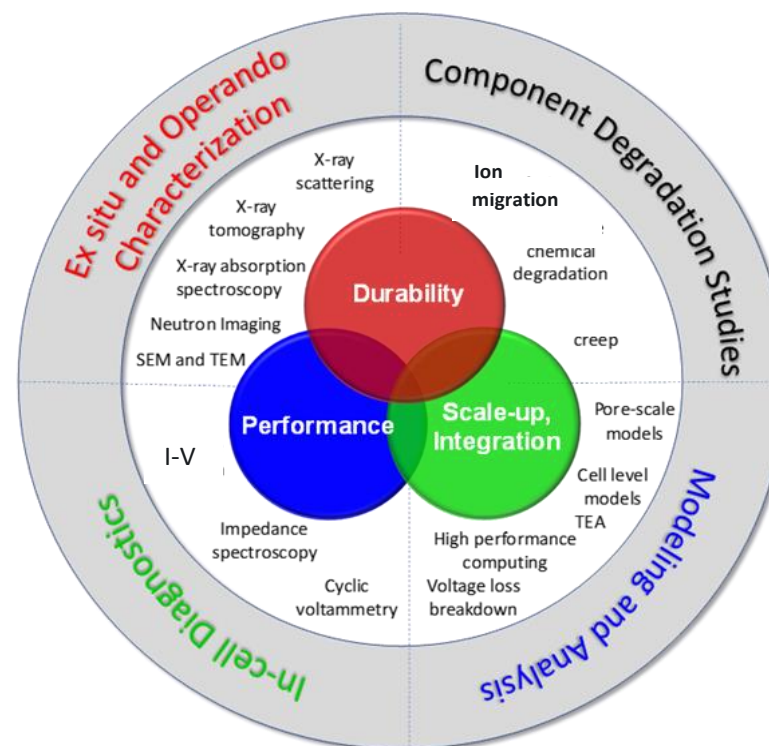 Ex situ and Operando
Characterization
Component Degradation Studies
X-ray
scattering
X-ray
tomography
X-ray absorption
spectroscopy
Neutron Imaging
SEM and TEM
Ion
migration
chemical
degradation
creep
Durability
Performance
Scale-up,
Integration
I-V
Impedance
spectroscopy
Cyclic
voltammetry
Pore-scale
models
Cell level
models
TEA
High performance
computing
Voltage loss
breakdown
In-cell Diagnostics
Modeling and Analysis